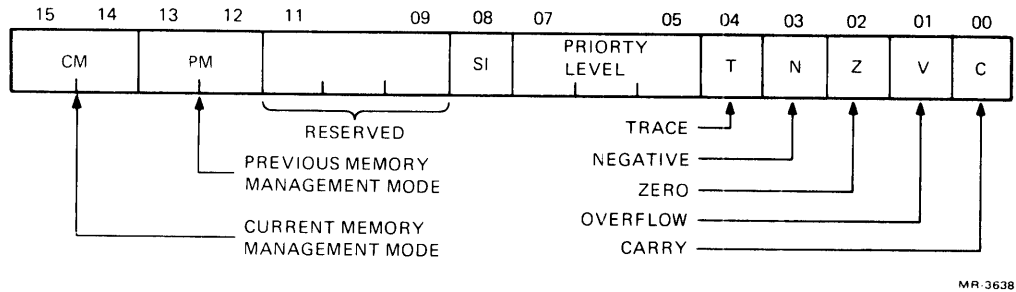 15 14 13 12 11 09 08 07 05 04 03 02 01 00
CM PM SI PRIORTY LEVEL T N Z V C
RESERVED
TRACE
PREVIOUS MEMORY
MANAGEMENT MODE
NEGATIVE
ZERO
OVERFLOW
CURRENT MEMORY
MANAGEMENT MODE
CARRY
MR-3638